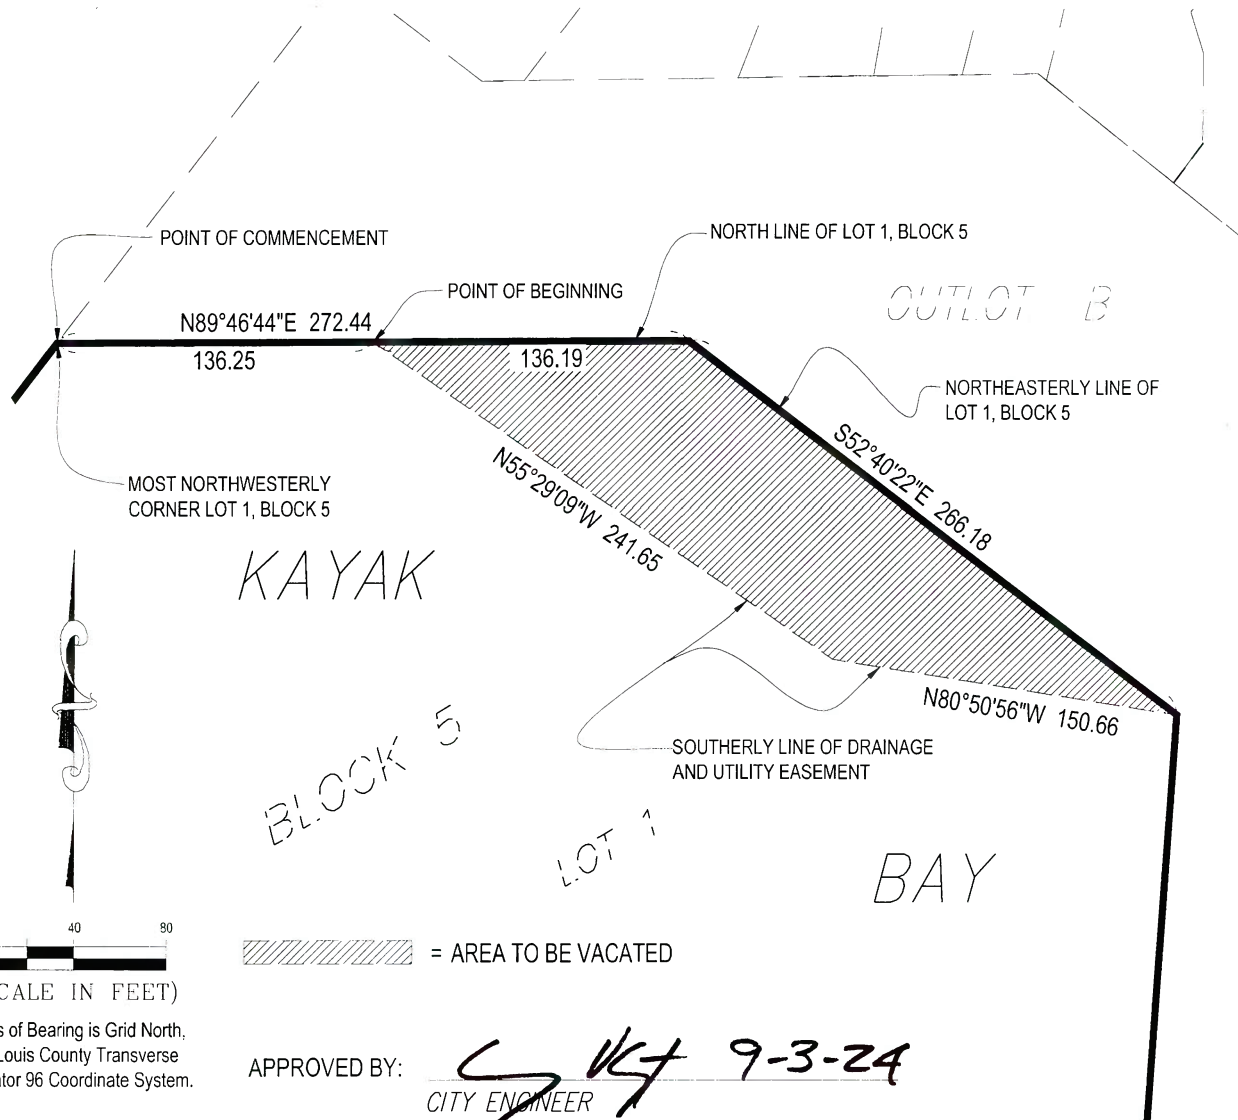 POINT OF COMMENCEMENT
NORTH LINE OF LOT 1, BLOCK 5
POINT OF BEGINNING
OUTLOT B
N89°46'44"E 272.44
136.25
136.19
NORTHEASTERLY LINE OF
LOT 1, BLOCK 5
S52°40'22"E 266.18
N55°29'09"W 241.65
MOST NORTHWESTERLY
CORNER LOT 1, BLOCK 5
KAYAK
N80°50'56"W 150.66
BLOCK 5
SOUTHERLY LINE OF DRAINAGE
AND UTILITY EASEMENT
LOT 1
BAY
40 80
= AREA TO BE VACATED
CALE IN FEET)
s of Bearing is Grid North,
Louis County Transverse
ator 96 Coordinate System.
APPROVED BY: 9-3-24
CITY ENGINEER